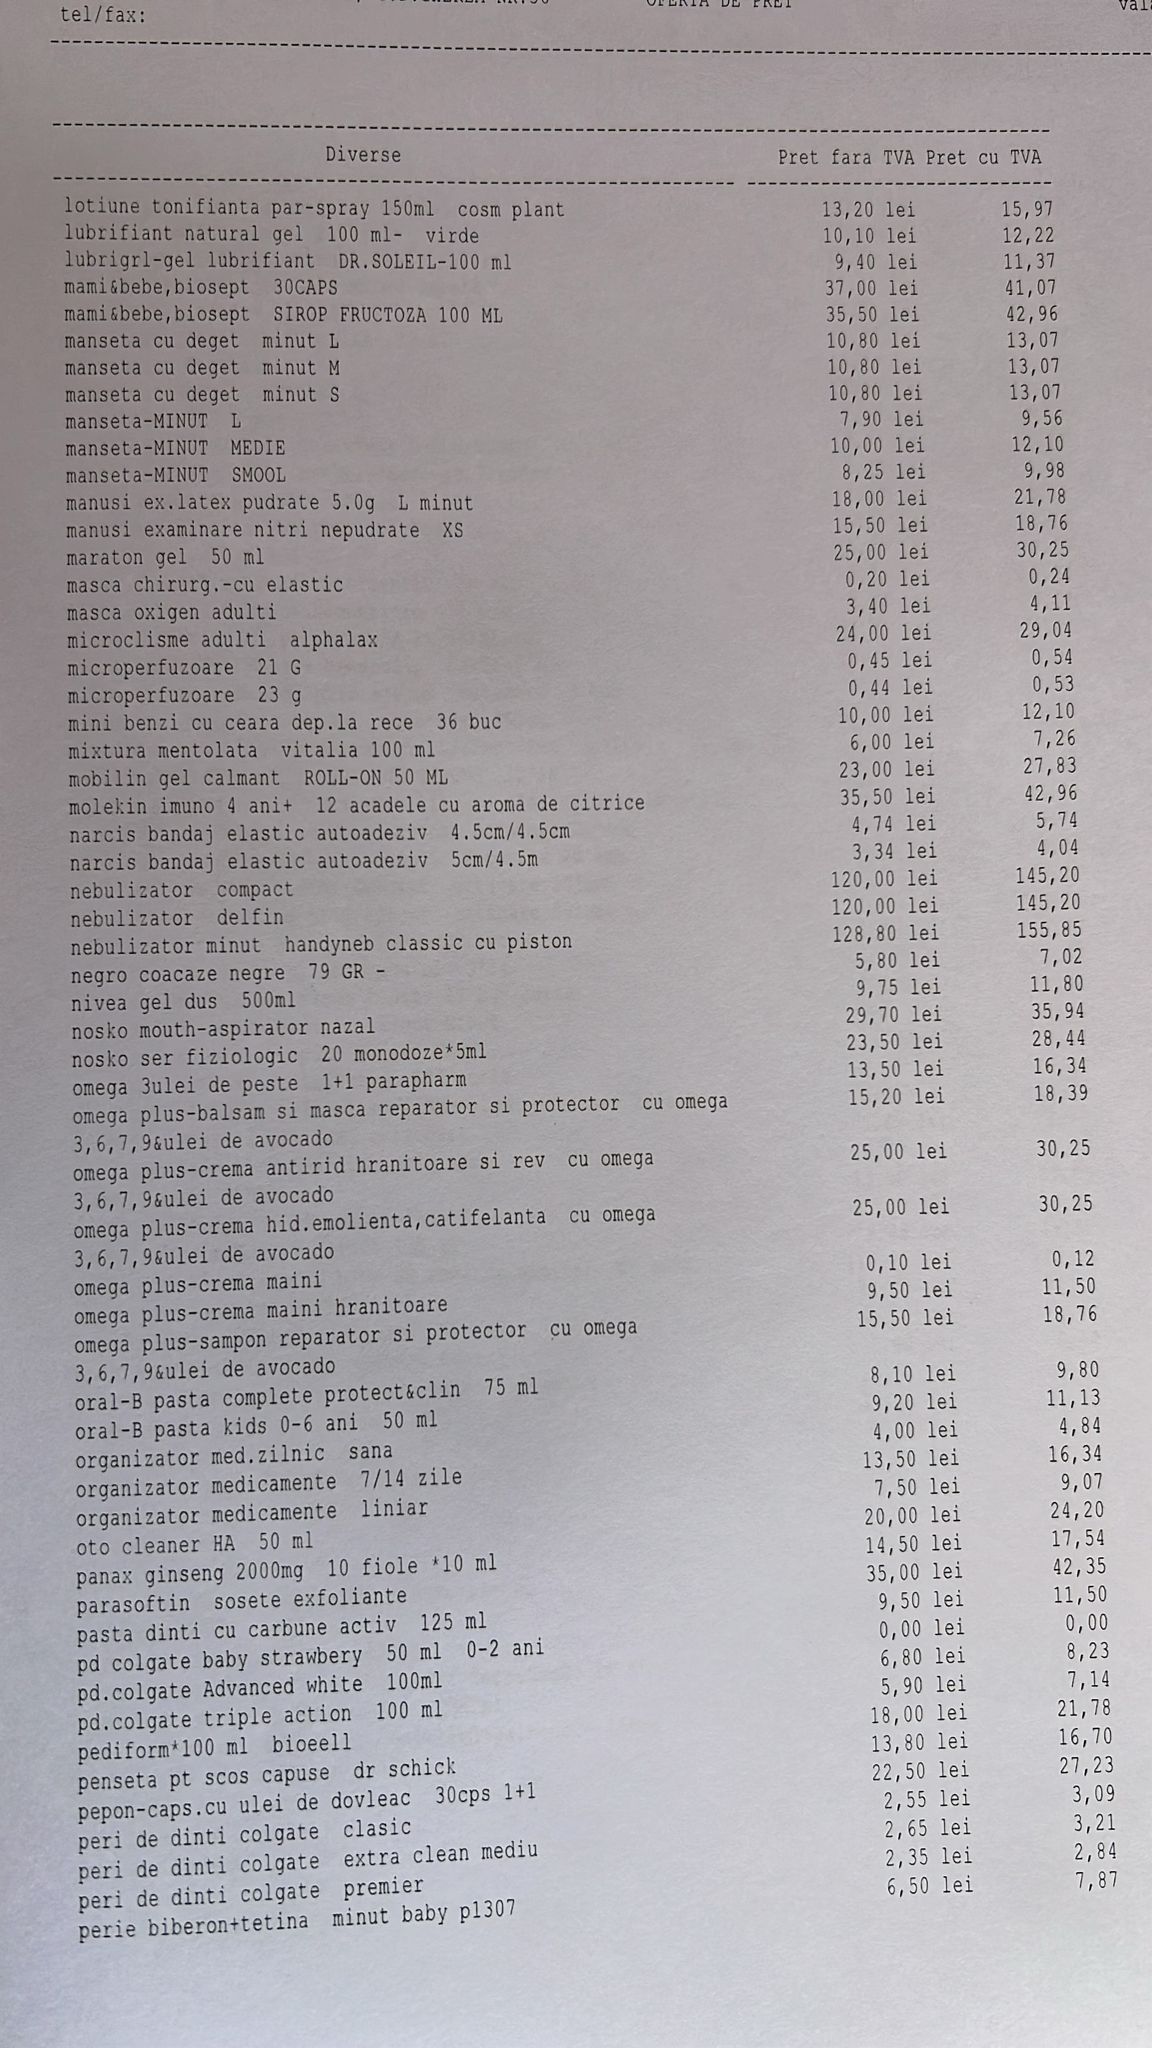 OFERTA DE PRET
tel/fax:
Diverse Pret fara TVA Pret cu TVA
lotiune tonifianta par-spray 150ml cosm plant 13,20 lei 15,97
lubrifiant natural gel 100 ml- virde 10,10 lei 12,22
lubrigrl-gel lubrifiant DR.SOLEIL-100 ml 9,40 lei 11,37
mami&bebe,biosept 30CAPS 37,00 lei 41,07
mami&bebe,biosept SIROP FRUCTOZA 100 ML 35,50 lei 42,96
manseta cu deget minut L 10,80 lei 13,07
manseta cu deget minut M 10,80 lei 13,07
manseta cu deget minut S 10,80 lei 13,07
manseta-MINUT L 7,90 lei 9,56
manseta-MINUT MEDIE 10,00 lei 12,10
manseta-MINUT SMOOL 8,25 lei 9,98
manusi ex.latex pudrate 5.0g L minut 18,00 lei 21,78
manusi examinare nitri nepudrate XS 15,50 lei 18,76
maraton gel 50 ml 25,00 lei 30,25
masca chirurg.-cu elastic 0,20 lei 0,24
masca oxigen adulti 3,40 lei 4,11
microclisme adulti alphalax 24,00 lei 29,04
microperfuzoare 21 G 0,45 lei 0,54
microperfuzoare 23 g 0,44 lei 0,53
mini benzi cu ceara dep.la rece 36 buc 10,00 lei 12,10
mixtura mentolata vitalia 100 ml 6,00 lei 7,26
mobilin gel calmant ROLL-ON 50 ML 23,00 lei 27,83
molekin imuno 4 ani+ 12 acadele cu aroma de citrice 35,50 lei 42,96
narcis bandaj elastic autoadeziv 4.5cm/4.5cm 4,74 lei 5,74
narcis bandaj elastic autoadeziv 5cm/4.5m 3,34 lei 4,04
nebulizator compact 120,00 lei 145,20
nebulizator delfin 120,00 lei 145,20
nebulizator minut handyneb classic cu piston 128,80 lei 155,85
negro coacaze negre 79 GR - 5,80 lei 7,02
nivea gel dus 500ml 9,75 lei 11,80
nosko mouth-aspirator nazal 29,70 lei 35,94
nosko ser fiziologic 20 monodoze*5ml 23,50 lei 28,44
omega 3ulei de peste 1+1 parapharm 13,50 lei 16,34
omega plus-balsam si masca reparator si protector cu omega 15,20 lei 18,39
3,6,7,9&ulei de avocado
omega plus-crema antirid hranitoare si rev cu omega 25,00 lei 30,25
3,6,7,9&ulei de avocado
omega plus-crema hid.emolienta,catifelanta cu omega 25,00 lei 30,25
3,6,7,9&ulei de avocado
omega plus-crema maini 0,10 lei 0,12
omega plus-crema maini hranitoare 9,50 lei 11,50
omega plus-sampon reparator si protector cu omega 15,50 lei 18,76
3,6,7,9&ulei de avocado
oral-B pasta complete protect&clin 75 ml 8,10 lei 9,80
oral-B pasta kids 0-6 ani 50 ml 9,20 lei 11,13
organizator med.zilnic sana 4,00 lei 4,84
organizator medicamente 7/14 zile 13,50 lei 16,34
organizator medicamente liniar 7,50 lei 9,07
oto cleaner HA 50 ml 20,00 lei 24,20
panax ginseng 2000mg 10 fiole *10 ml 14,50 lei 17,54
parasoftin sosete exfoliante 35,00 lei 42,35
pasta dinti cu carbune activ 125 ml 9,50 lei 11,50
pd colgate baby strawbery 50 ml 0-2 ani 0,00 lei 0,00
pd.colgate Advanced white 100ml 6,80 lei 8,23
pd.colgate triple action 100 ml 5,90 lei 7,14
pediform*100 ml bioeell 18,00 lei 21,78
penseta pt scos capuse dr schick 13,80 lei 16,70
pepon-caps.cu ulei de dovleac 30cps 1+1 22,50 lei 27,23
peri de dinti colgate clasic 2,55 lei 3,09
peri de dinti colgate extra clean mediu 2,65 lei 3,21
peri de dinti colgate premier 2,35 lei 2,84
perie biberon+tetina minut baby p1307 6,50 lei 7,87